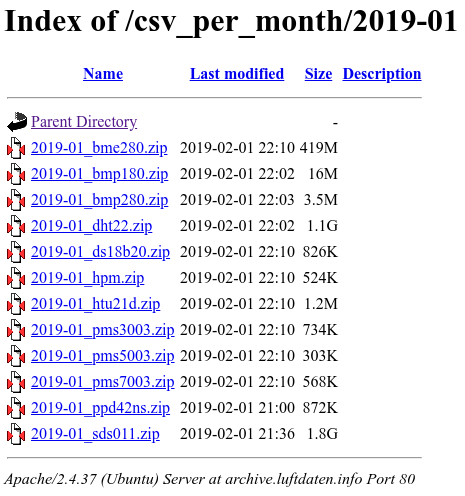 Index of /csv_per_month/2019-01
Name Last modified Size Description
Parent Directory -
2019-01_bme280.zip 2019-02-01 22:10 419M
2019-01_bmp180.zip 2019-02-01 22:02 16M
2019-01_bmp280.zip 2019-02-01 22:03 3.5M
2019-01_dht22.zip 2019-02-01 22:02 1.1G
2019-01_ds18b20.zip 2019-02-01 22:10 826K
2019-01_hpm.zip 2019-02-01 22:10 524K
2019-01_htu21d.zip 2019-02-01 22:10 1.2M
2019-01_pms3003.zip 2019-02-01 22:10 734K
2019-01_pms5003.zip 2019-02-01 22:10 303K
2019-01_pms7003.zip 2019-02-01 22:10 568K
2019-01_ppd42ns.zip 2019-02-01 21:00 872K
2019-01_sds011.zip 2019-02-01 21:36 1.8G
Apache/2.4.37 (Ubuntu) Server at archive.luftdaten.info Port 80